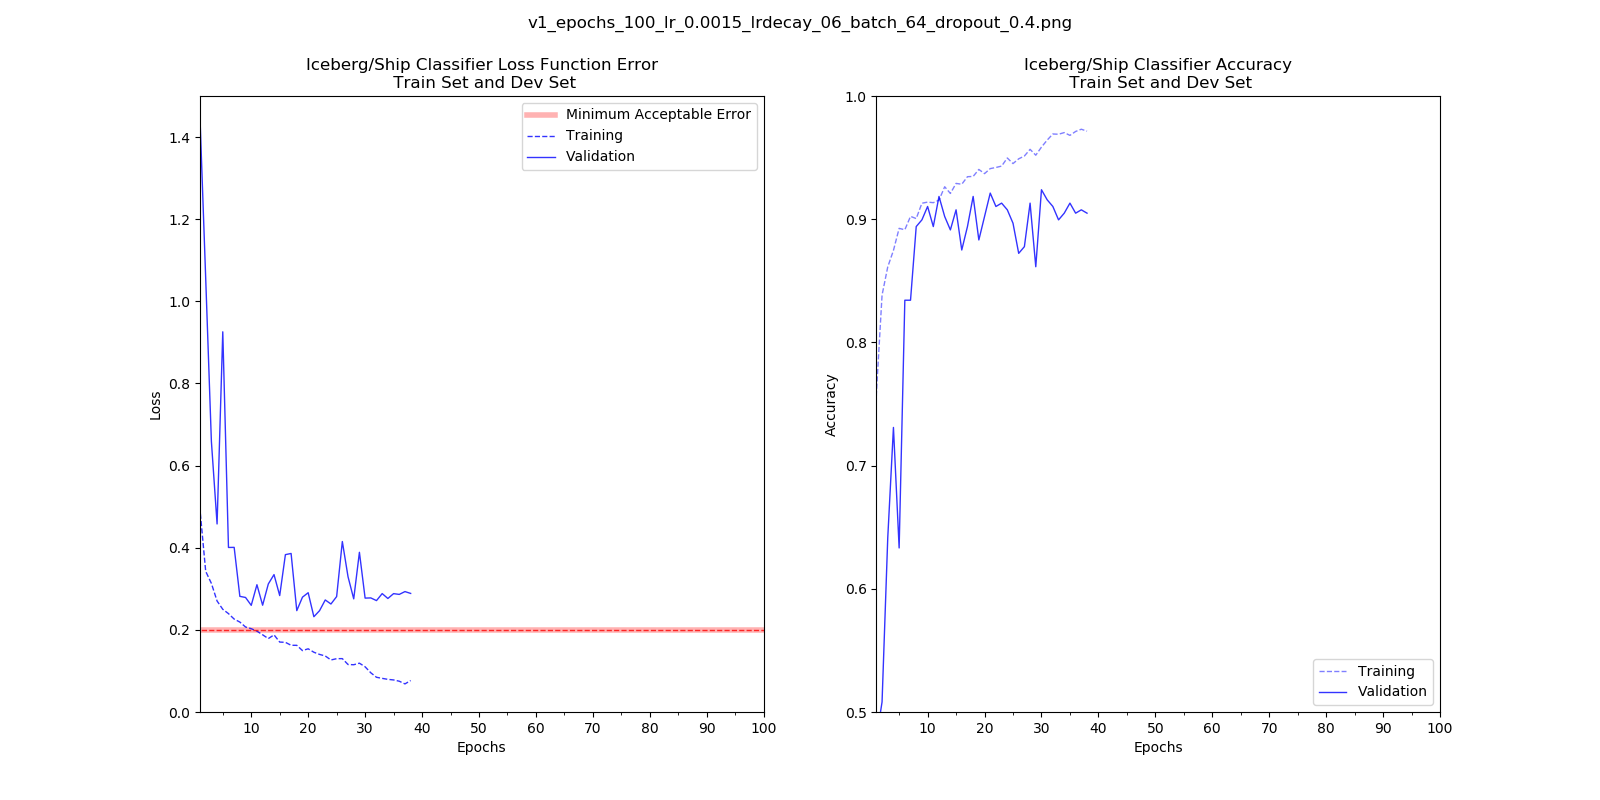 v1_epochs_100_lr_0.0015_lrdecay_06_batch_64_dropout_0.4.png
Iceberg/Ship Classifier Loss Function Error
Train Set and Dev Set
Minimum Acceptable Error
Training
Validation
1.4
1.2
1.0
0.8
0.6
0.4
0.2
0.0
Loss
10 20 30 40 50 60 70 80 90 100
Epochs
Iceberg/Ship Classifier Accuracy
Train Set and Dev Set
1.0
0.9
0.8
0.7
0.6
0.5
Accuracy
Training
Validation
10 20 30 40 50 60 70 80 90 100
Epochs